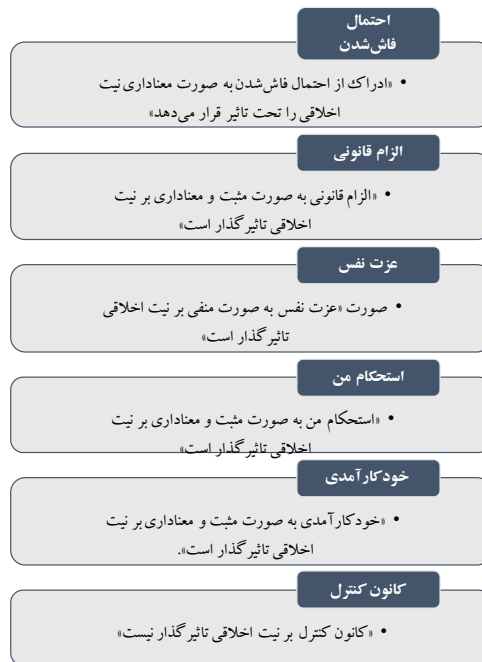 احتمال
فاش‌شدن
• «ادراک از احتمال فاش‌شدن به صورت معناداری نیت
اخلاقی را تحت تاثیر قرار می‌دهد»
الزام قانونی
• «الزام قانونی به صورت مثبت و معناداری بر نیت
اخلاقی تاثیرگذار است»
عزت نفس
• صورت «عزت نفس به صورت منفی بر نیت اخلاقی
تاثیرگذار است»
استحکام من
• «استحکام من به صورت مثبت و معناداری بر نیت
اخلاقی تاثیرگذار است»
خودکارآمدی
• «خودکارآمدی به صورت مثبت و معناداری بر نیت
اخلاقی تاثیرگذار است».
کانون کنترل
• «کانون کنترل بر نیت اخلاقی تاثیرگذار نیست»